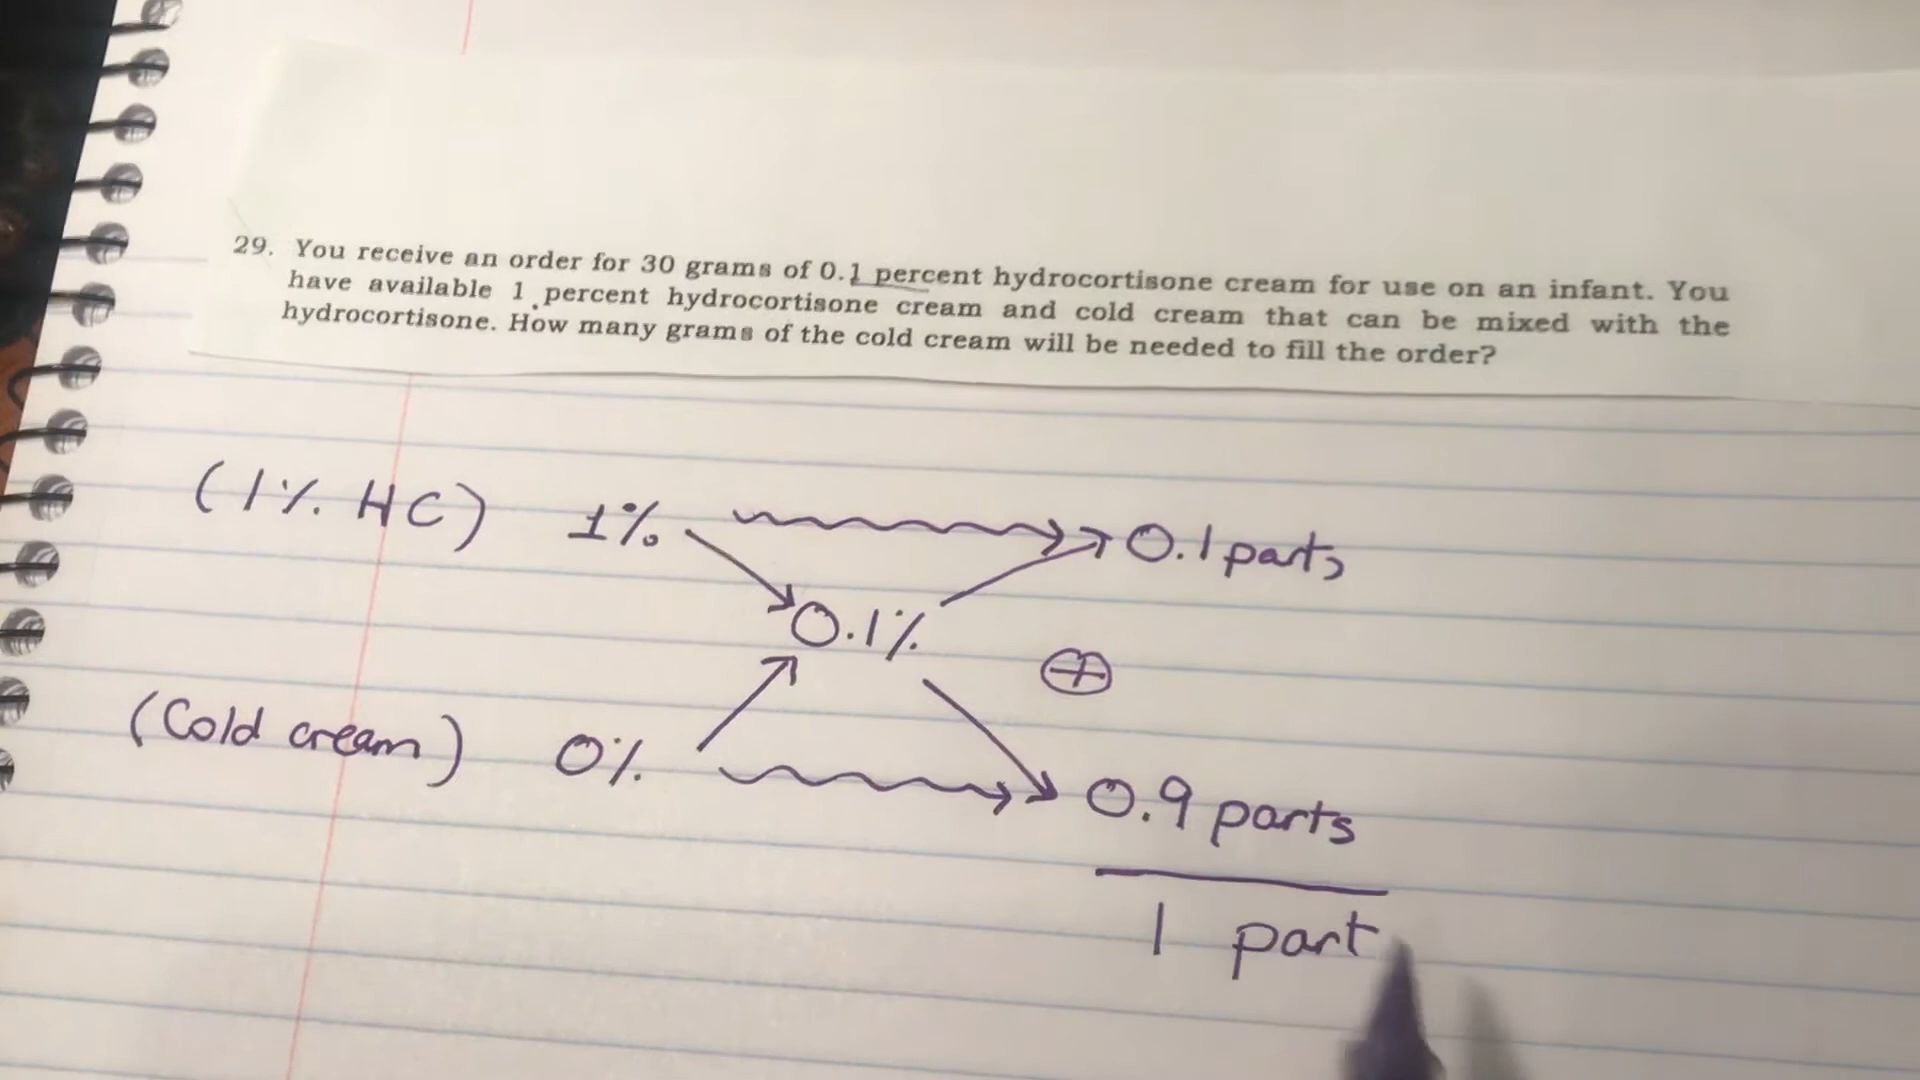 29. You receive an order for 30 grams of 0.1 percent hydrocortisone cream for use on an infant. You
have available 1 percent hydrocortisone cream and cold cream that can be mixed with the
hydrocortisone. How many grams of the cold cream will be needed to fill the order?
(1% HC) 1% 0.1 parts
0.1%
+
(Cold cream) 0% 0.9 parts
1 part